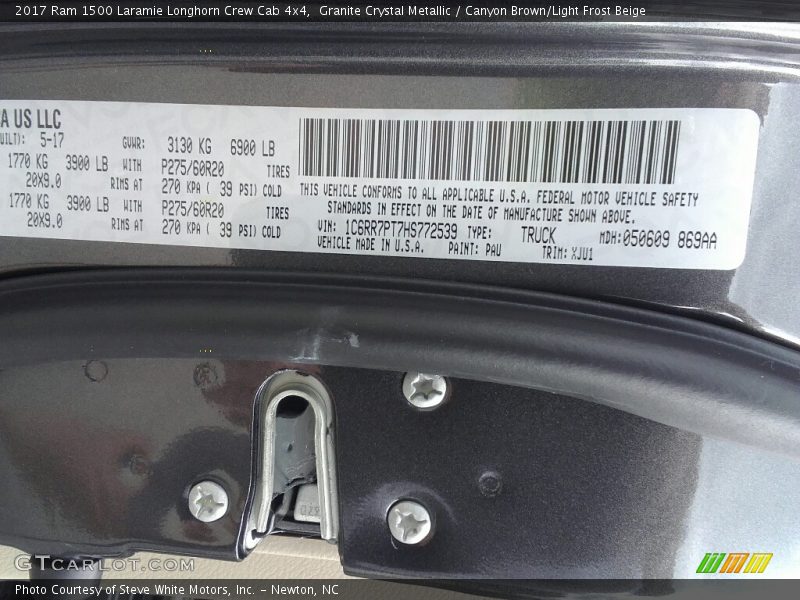 2017 Ram 1500 Laramie Longhorn Crew Cab 4x4,  Granite Crystal Metallic / Canyon Brown/Light Frost Beige
A US LLC
UILT): 5-17 GVWR: 3130 KG 6900 LB
1770 KG 3900 LB WITH P275/60R20 TIRES
20X9.0 RIMS AT 270 KPA ( 39 PSI) COLD
1770 KG 3900 LB WITH P275/60R20 TIRES
20X9.0 RIMS AT 270 KPA ( 39 PSI) COLD
THIS VEHICLE CONFORMS TO ALL APPLICABLE U.S.A. FEDERAL MOTOR VEHICLE SAFETY
STANDARDS IN EFFECT ON THE DATE OF MANUFACTURE SHOWN ABOVE.
VIN: 1C6RR7PT7HS772539 TYPE: TRUCK MDH:050609 869AA
VEHICLE MADE IN U.S.A. PAINT: PAU TRIM: XJU1
GTcarlot.com
Photo Courtesy of Steve White Motors, Inc. – Newton, NC